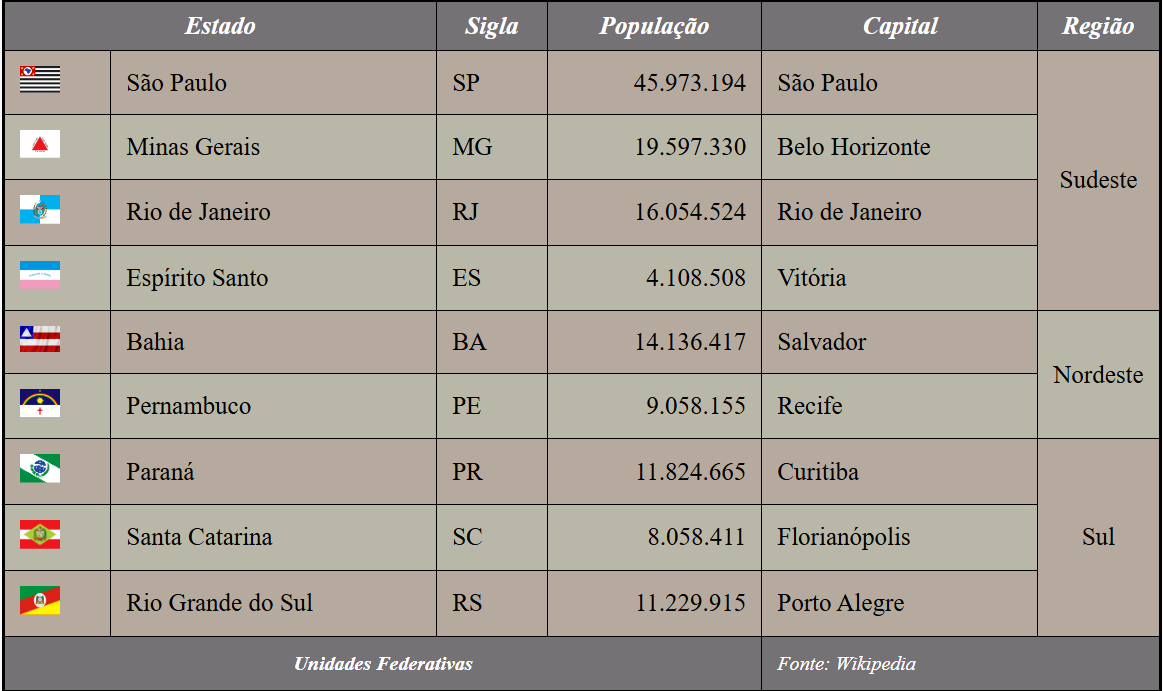 Estado Sigla População Capital Região
São Paulo SP 45.973.194 São Paulo
Minas Gerais MG 19.597.330 Belo Horizonte
Sudeste
Rio de Janeiro RJ 16.054.524 Rio de Janeiro
Espírito Santo ES 4.108.508 Vitória
Bahia BA 14.136.417 Salvador
Nordeste
Pernambuco PE 9.058.155 Recife
Paraná PR 11.824.665 Curitiba
Santa Catarina SC 8.058.411 Florianópolis Sul
Rio Grande do Sul RS 11.229.915 Porto Alegre
Unidades Federativas Fonte: Wikipedia